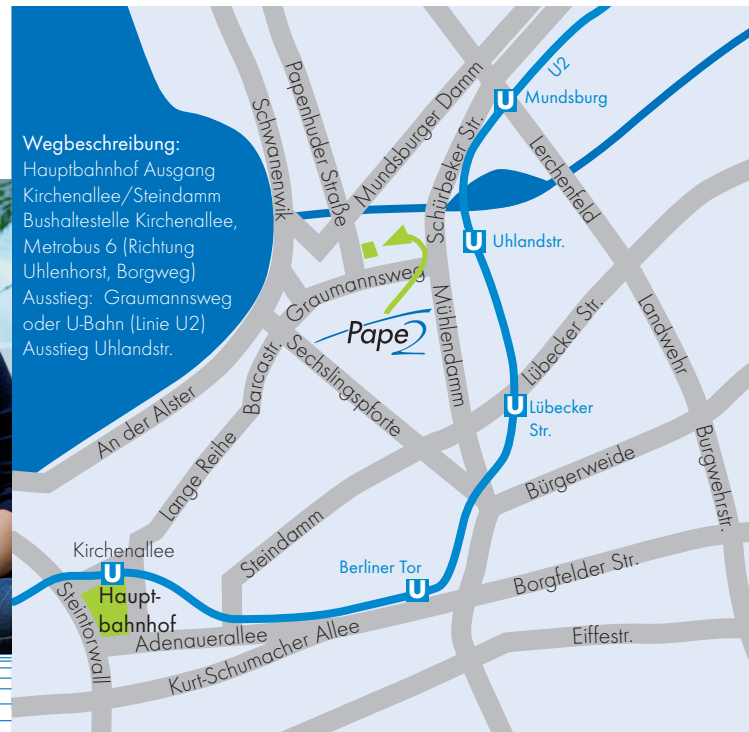 Wegbeschreibung:
Hauptbahnhof Ausgang
Kirchenallee/Steindamm
Bushaltestelle Kirchenallee,
Metrobus 6 (Richtung
Uhlenhorst, Borgweg)
Ausstieg: Graumannsweg
oder U-Bahn (Linie U2)
Ausstieg Uhlandstr.
Schwanenwik
Papenhuder Straße
Mundsburger Damm
Schürbeker Str.
U2
U Mundsburg
Lerchenfeld
U Uhlandstr.
Graumannsweg
Pape2
Mühlendamm
Lübecker Str.
Landwehr
Sechslingspforte
Barcastr.
An der Alster
Lange Reihe
U Lübecker
Str.
Burgwehrstr.
Bürgerweide
Steindamm
Kirchenallee
U
Haupt-
bahnhof
Steintorwall
Berliner Tor
U
Borgfelder Str.
Adenauerallee
Kurt-Schumacher Allee
Eiffestr.